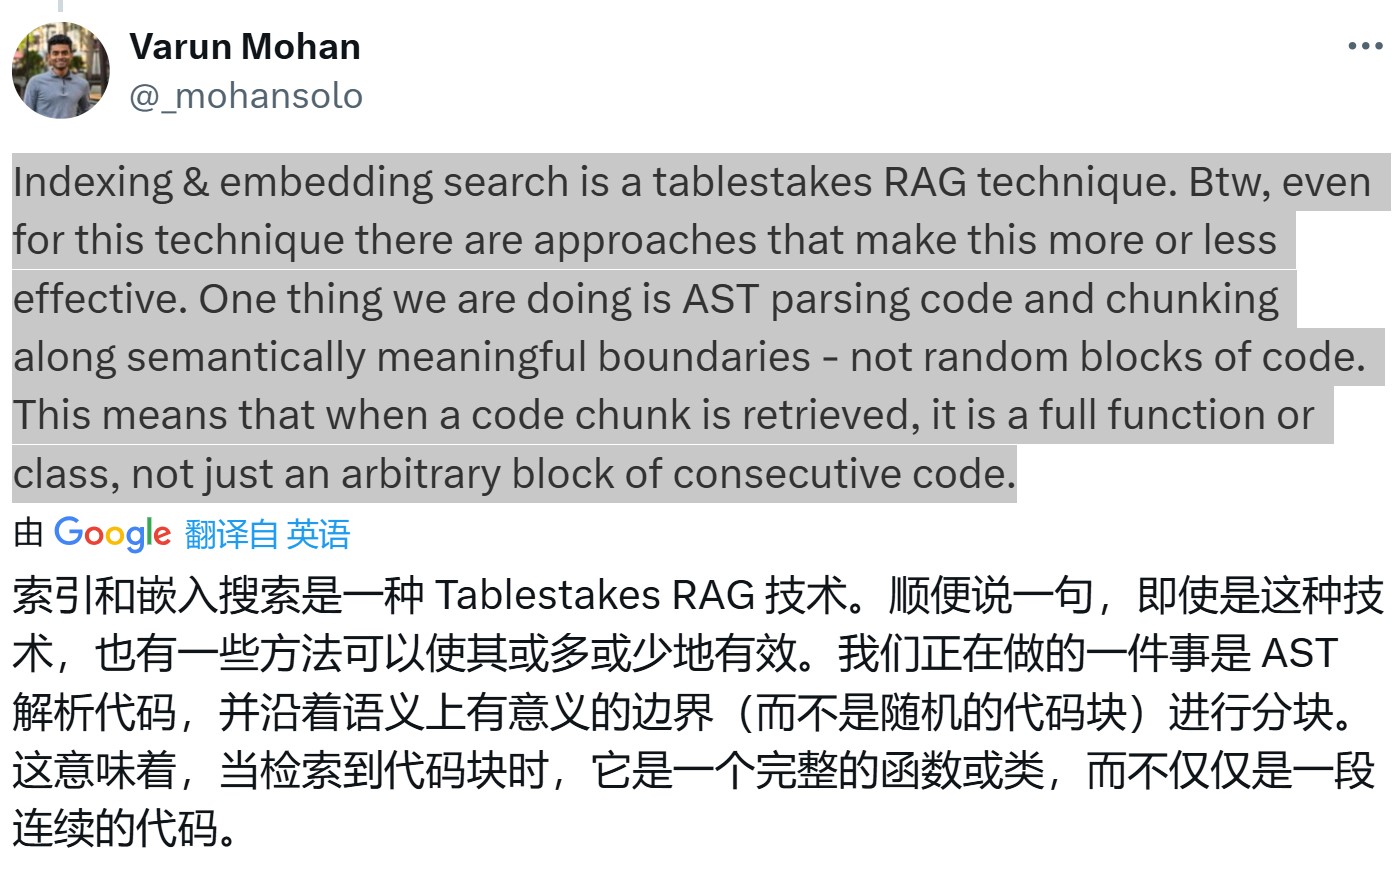 Varun Mohan
@_mohansolo
Indexing & embedding search is a tablestakes RAG technique. Btw, even
for this technique there are approaches that make this more or less
effective. One thing we are doing is AST parsing code and chunking
along semantically meaningful boundaries - not random blocks of code.
This means that when a code chunk is retrieved, it is a full function or
class, not just an arbitrary block of consecutive code.
由 Google 翻译自 英语
索引和嵌入搜索是一种 Tablestakes RAG 技术。顺便说一句，即使是这种技
术，也有一些方法可以使其或多或少地有效。我们正在做的一件事是 AST
解析代码，并沿着语义上有意义的边界（而不是随机的代码块）进行分块。
这意味着，当检索到代码块时，它是一个完整的函数或类，而不仅仅是一段
连续的代码。